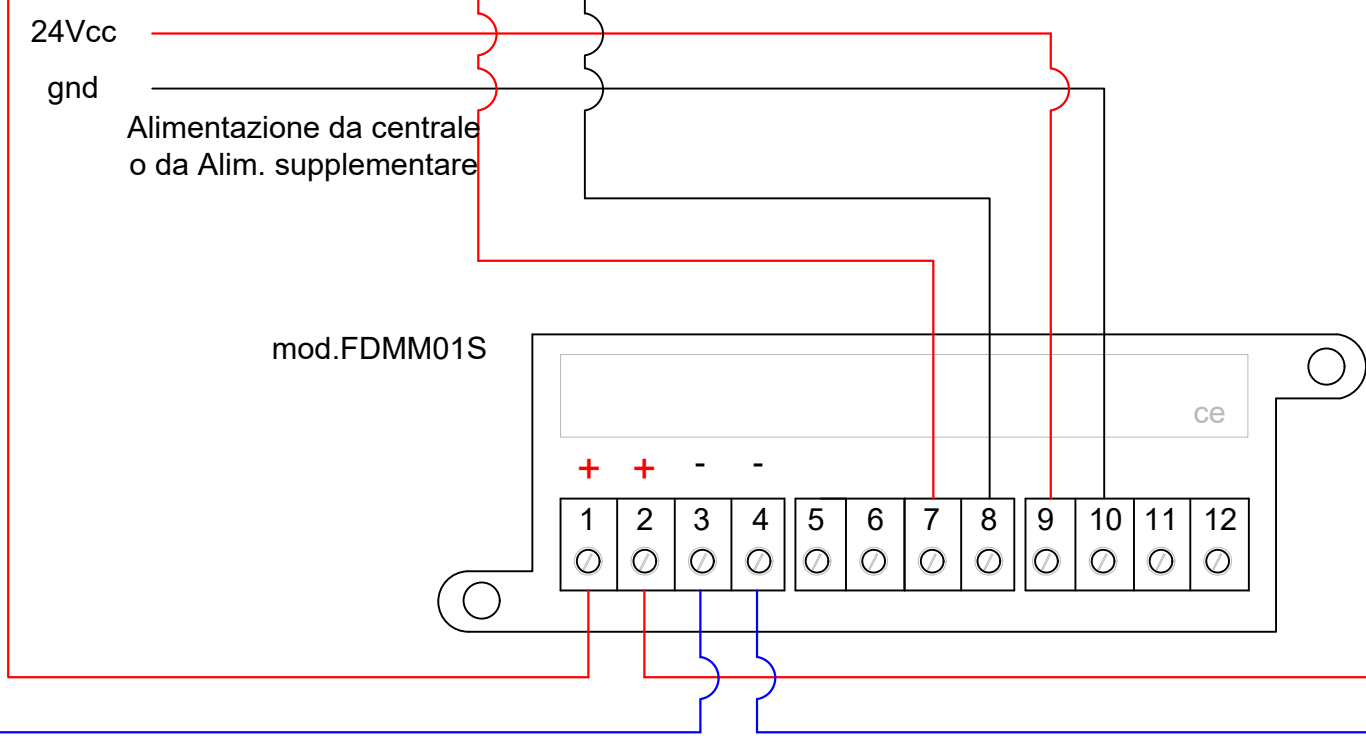 24Vcc
gnd
Alimentazione da centrale
o da Alim. supplementare
mod.FDMM01S
ce
+ + - -
1 2 3 4 5 6 7 8 9 10 11 12